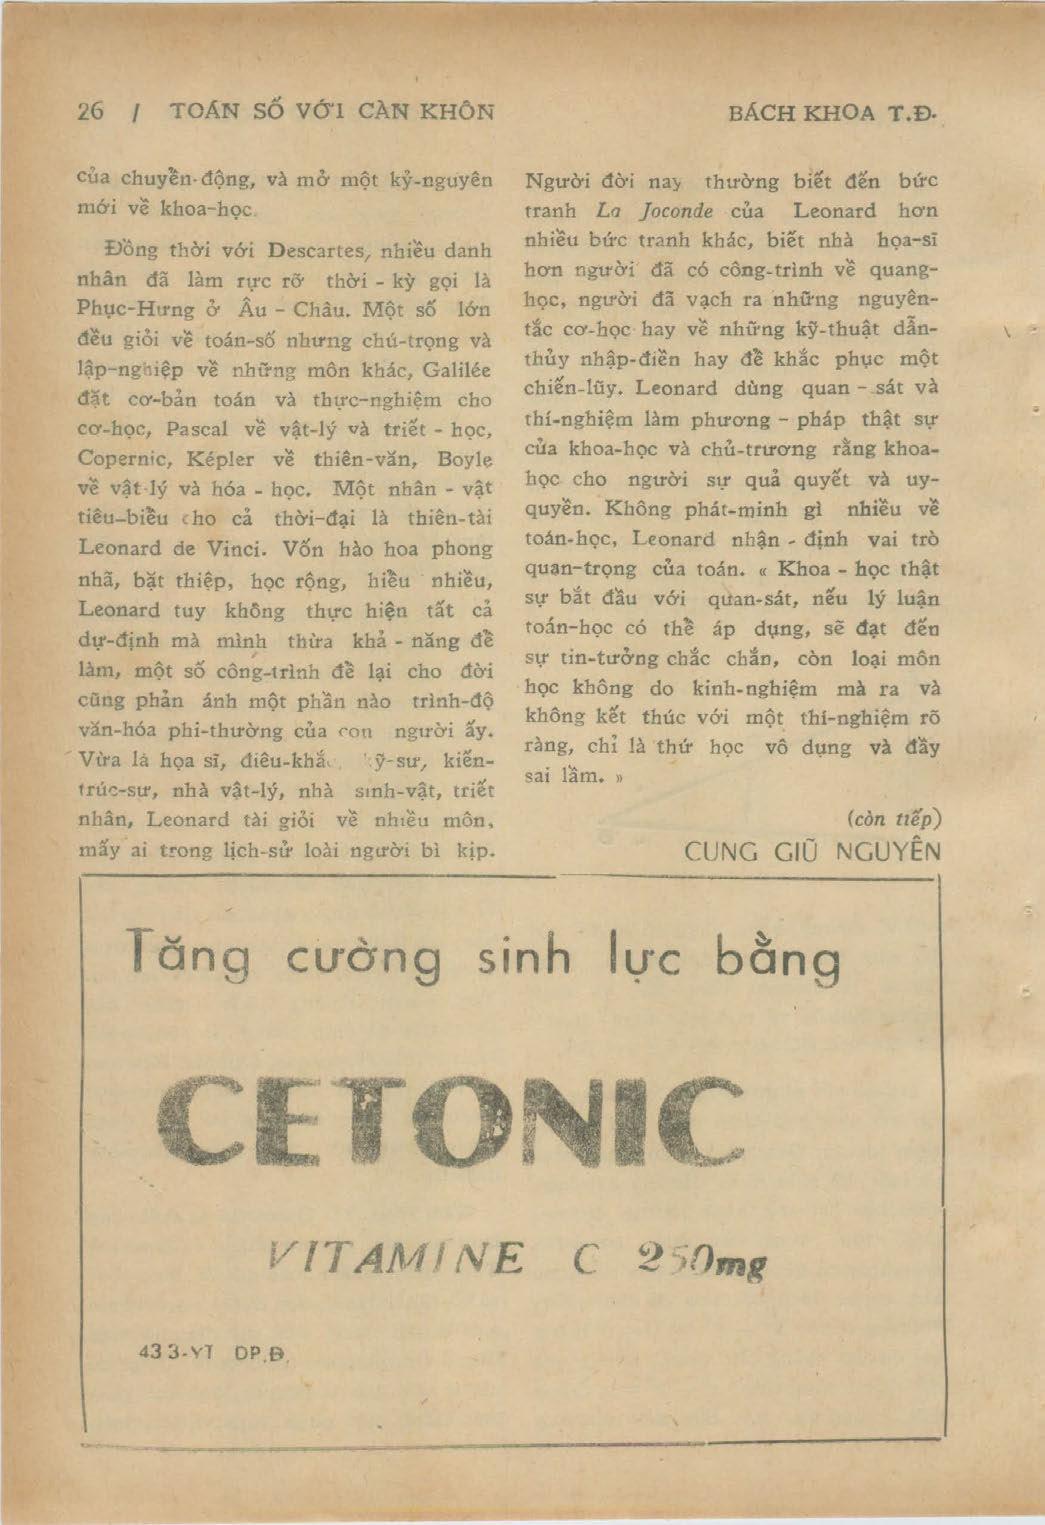 26 / TOÁN SỐ VỚI CÀN KHÔN
BÁCH KHOA T.Đ.
của chuyển-động, và mở một kỷ-nguyên
mới về khoa-học.
Đồng thời với Descartes, nhiều danh
nhân đã làm rực rỡ thời - kỳ gọi là
Phục-Hưng ở Âu - Châu. Một số lớn
đều giỏi về toán-số nhưng chú-trọng và
lập-nghiệp về những môn khác, Galilée
đặt cơ-bản toán và thực-nghiệm cho
cơ-học, Pascal về vật-lý và triết - học,
Copernic, Képler về thiên-văn, Boyle
về vật-lý và hóa - học. Một nhân - vật
tiêu-biểu cho cả thời-đại là thiên-tài
Leonard de Vinci. Vốn hào hoa phong
nhã, bặt thiệp, học rộng, hiểu nhiều,
Leonard tuy không thực hiện tất cả
dự-định mà mình thừa khả - năng để
làm, một số công-trình để lại cho đời
cũng phản ánh một phần nào trình-độ
văn-hóa phi-thường của con người ấy.
Vừa là họa sĩ, điêu-khắc, kỹ-sư, kiến-
trúc-sư, nhà vật-lý, nhà sinh-vật, triết
nhân, Leonard tài giỏi về nhiều môn,
mấy ai trong lịch-sử loài người bì kịp.
Người đời nay thường biết đến bức
tranh La Joconde của Leonard hơn
nhiều bức tranh khác, biết nhà họa-sĩ
hơn người đã có công-trình về quang-
học, người đã vạch ra những nguyên-
tắc cơ-học hay về những kỹ-thuật dẫn-
thủy nhập-điền hay để khắc phục một
chiến-lũy. Leonard dùng quan - sát và
thí-nghiệm làm phương - pháp thật sự
của khoa-học và chủ-trương rằng khoa-
học cho người sự quả quyết và uy-
quyền. Không phát-minh gì nhiều về
toán-học, Leonard nhận - định vai trò
quan-trọng của toán. « Khoa - học thật
sự bắt đầu với quan-sát, nếu lý luận
toán-học có thể áp dụng, sẽ đạt đến
sự tin-tưởng chắc chắn, còn loại môn
học không do kinh-nghiệm mà ra và
không kết thúc với một thí-nghiệm rõ
ràng, chỉ là thứ học vô dụng và đầy
sai lầm. »
(còn tiếp)
CUNG GIŨ NGUYÊN
Tăng cường sinh lực bằng
CETONIC
VITAMINE C 250mg
433-YT DP.Đ.